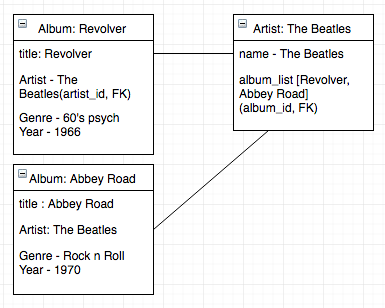 Album: Revolver
title: Revolver
Artist - The
Beatles(artist_id, FK)
Genre - 60's psych
Year - 1966
Artist: The Beatles
name - The Beatles
album_list [Revolver,
Abbey Road]
(album_id, FK)
Album: Abbey Road
title : Abbey Road
Artist: The Beatles
Genre - Rock n Roll
Year - 1970